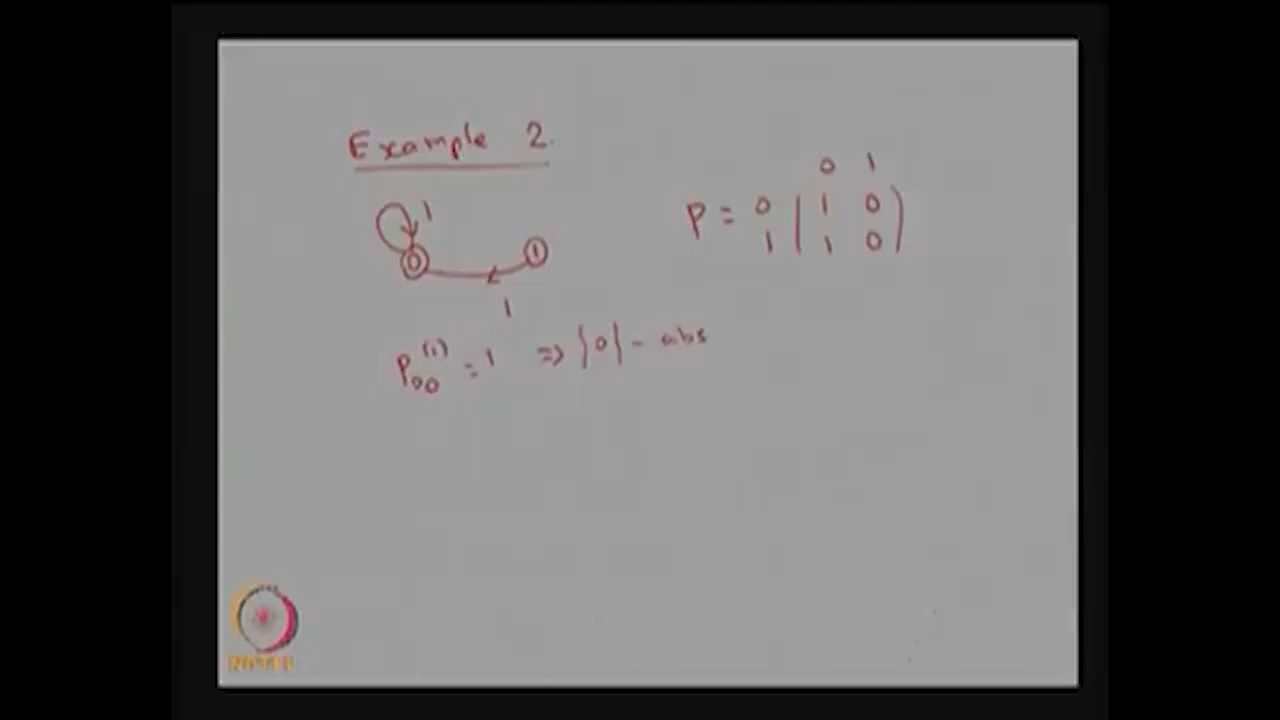 Example 2.
0 1
1
P = 0 ( 1 0 )
0 1
1 ( 1 0 )
1
P00^(1) = 1 ⇒ {0} - abs
NPTEL